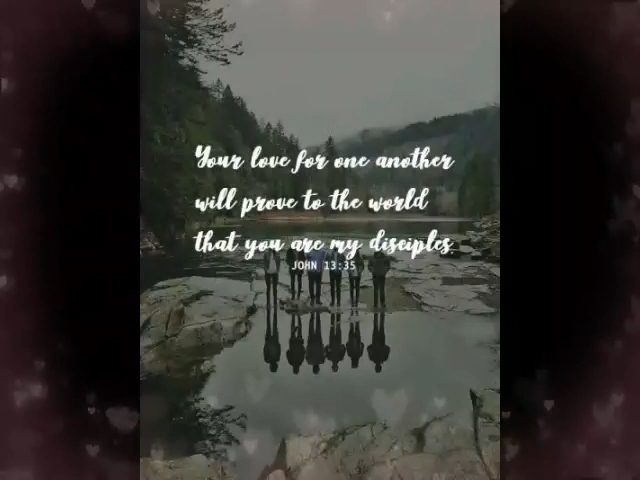 Your love for one another
will prove to the world
that you are my disciples.
JOHN 13:35